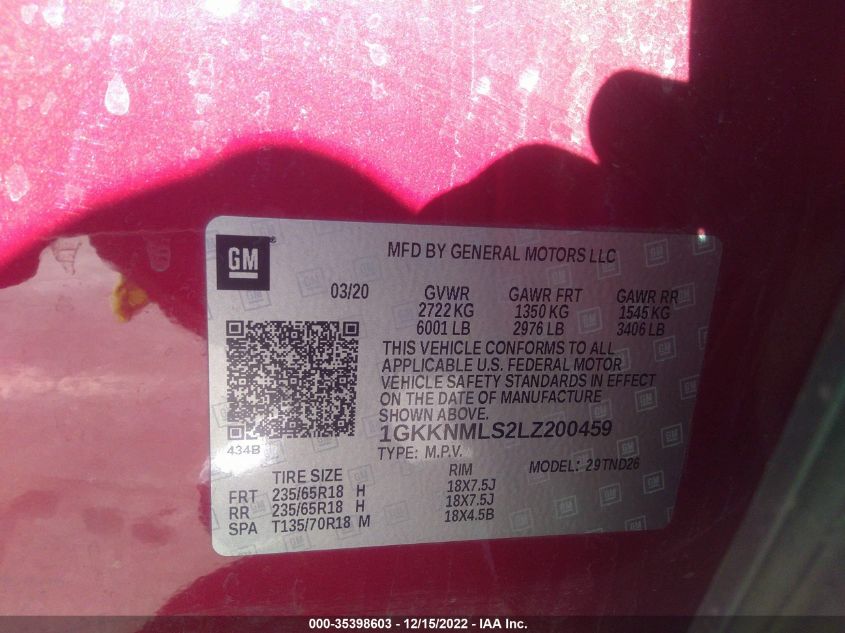 GM
MFD BY GENERAL MOTORS LLC
03/20 GVWR GAWR FRT GAWR RR
2722 KG 1350 KG 1545 KG
6001 LB 2976 LB 3406 LB
THIS VEHICLE CONFORMS TO ALL
APPLICABLE U.S. FEDERAL MOTOR
VEHICLE SAFETY STANDARDS IN EFFECT
ON THE DATE OF MANUFACTURE
SHOWN ABOVE.
1GKKNMLS2LZ200459
434B
TYPE: M.P.V. MODEL: 29TND26
TIRE SIZE RIM
FRT 235/65R18 H 18X7.5J
RR 235/65R18 H 18X7.5J
SPA T135/70R18 M 18X4.5B
000-35398603 - 12/15/2022 - IAA Inc.